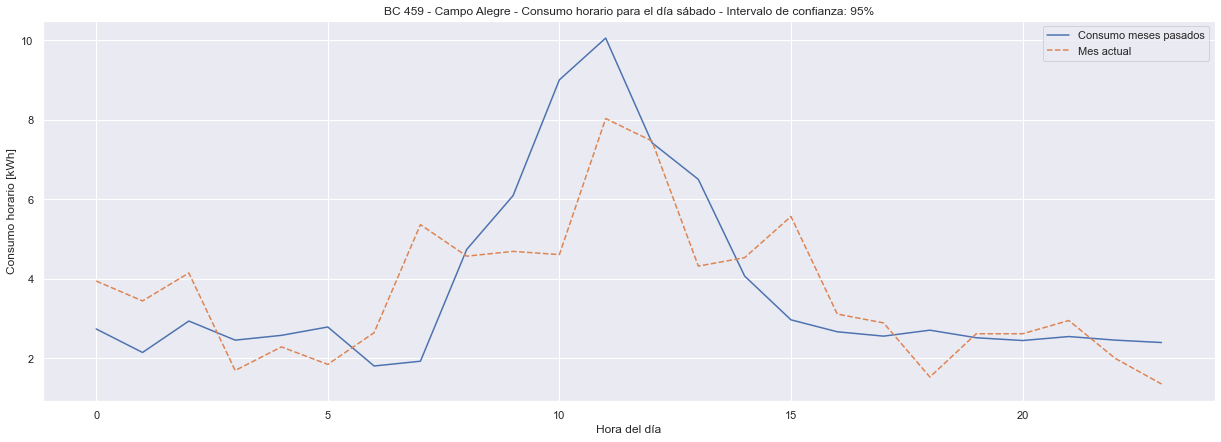 BC 459 - Campo Alegre - Consumo horario para el día sábado - Intervalo de confianza: 95%
Consumo meses pasados
Mes actual
Consumo horario [kWh]
10
8
6
4
2
0
5
10
15
20
Hora del día